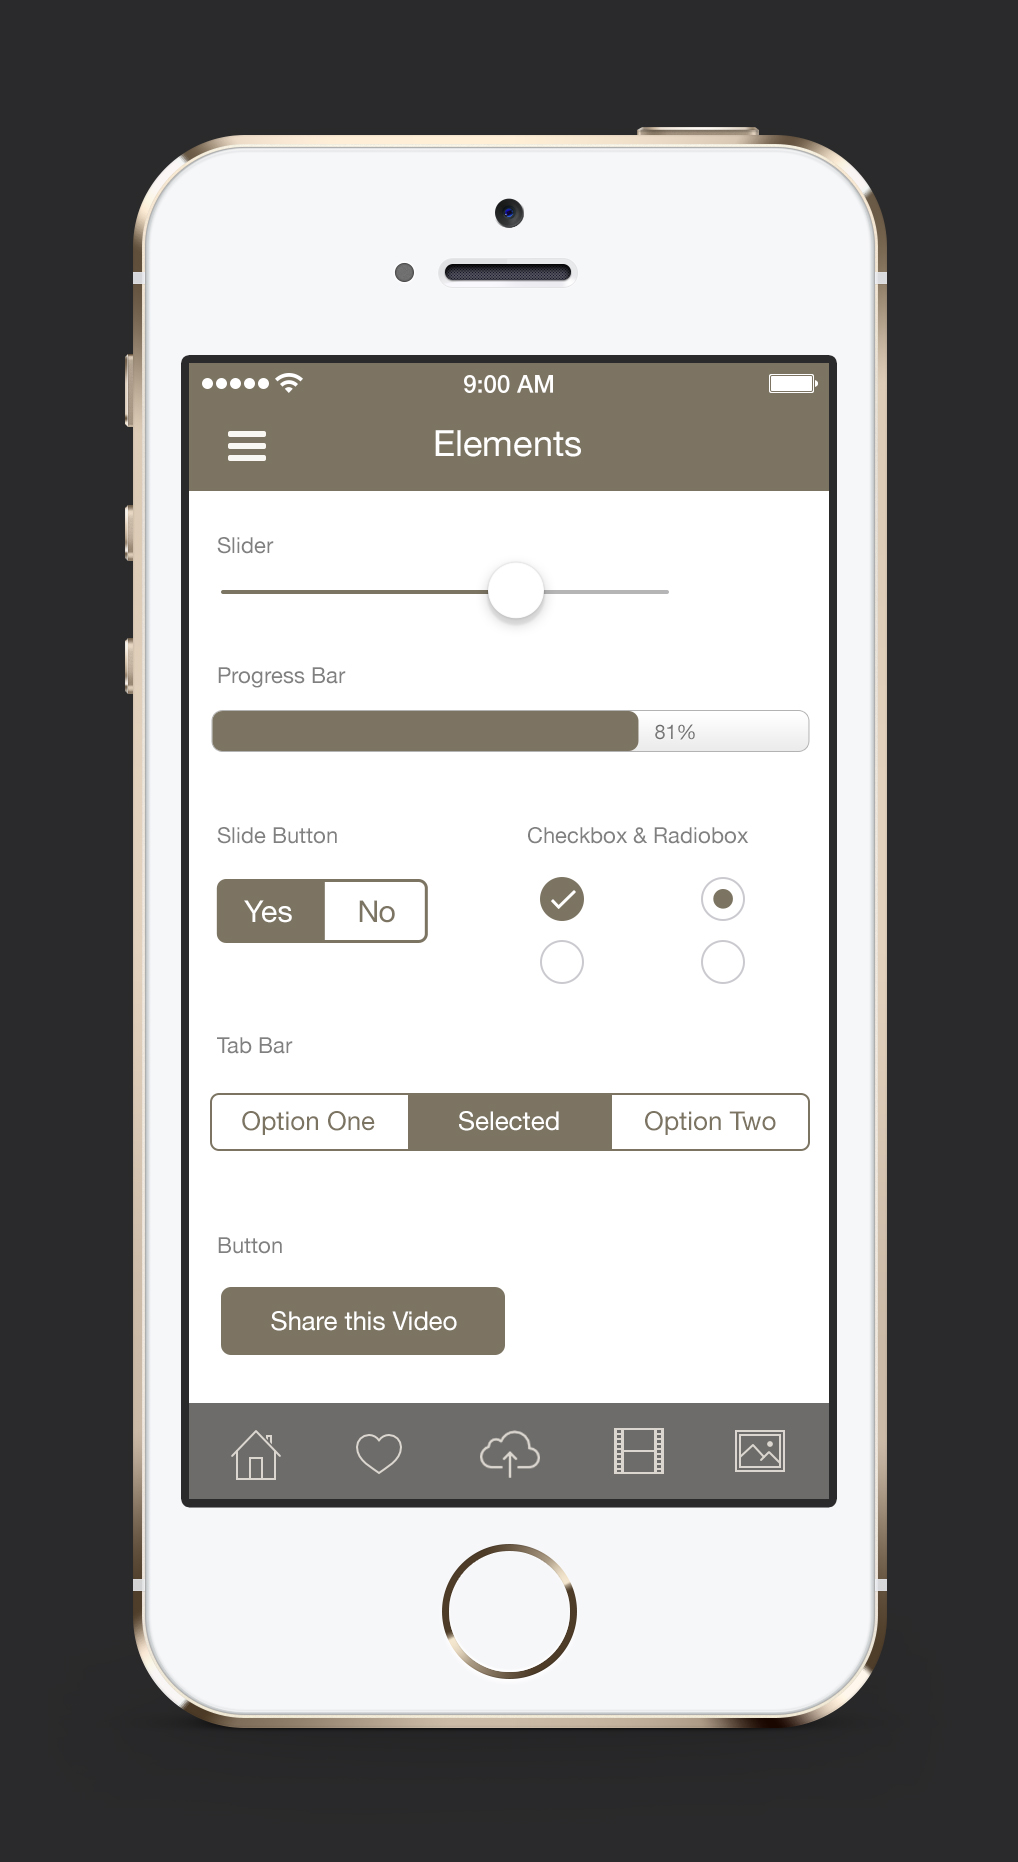 9:00 AM
Elements
Slider
Progress Bar
81%
Slide Button
Checkbox & Radiobox
Yes No
Tab Bar
Option One Selected Option Two
Button
Share this Video